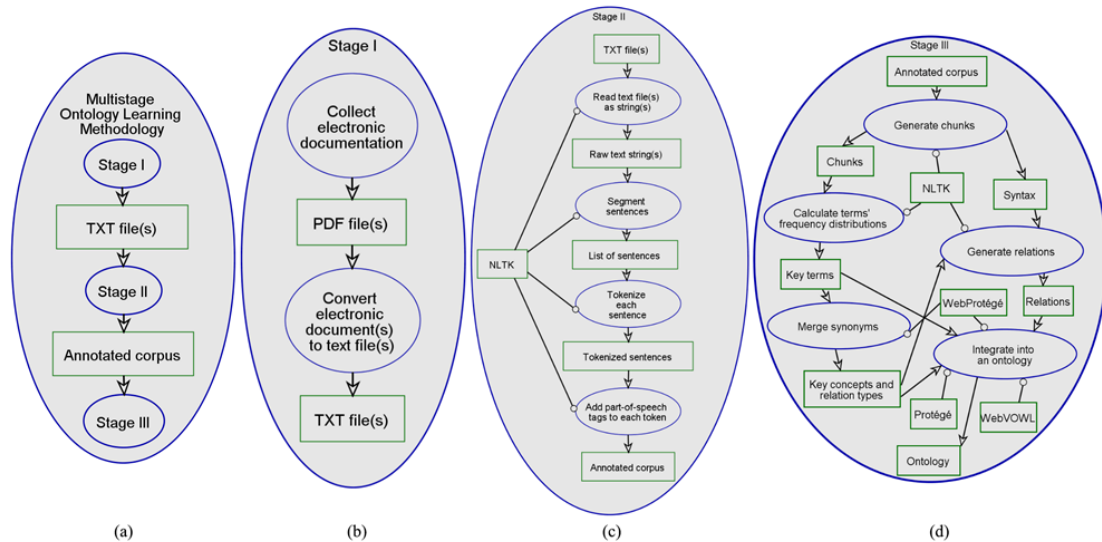 Multistage
Ontology Learning
Methodology
Stage I
TXT file(s)
Stage II
Annotated corpus
Stage III
(a)
Stage I
Collect
electronic
documentation
PDF file(s)
Convert
electronic
document(s)
to text file(s)
TXT file(s)
(b)
Stage II
TXT file(s)
Read text file(s)
as string(s)
Raw text string(s)
Segment
sentences
NLTK
List of sentences
Tokenize
each
sentence
Tokenized sentences
Add part-of-speech
tags to each token
Annotated corpus
(c)
Stage III
Annotated corpus
Generate chunks
Chunks
NLTK
Syntax
Calculate terms'
frequency distributions
Generate relations
Key terms
WebProtégé
Relations
Merge synonyms
Integrate into
an ontology
Key concepts and
relation types
Protégé
WebVOWL
Ontology
(d)